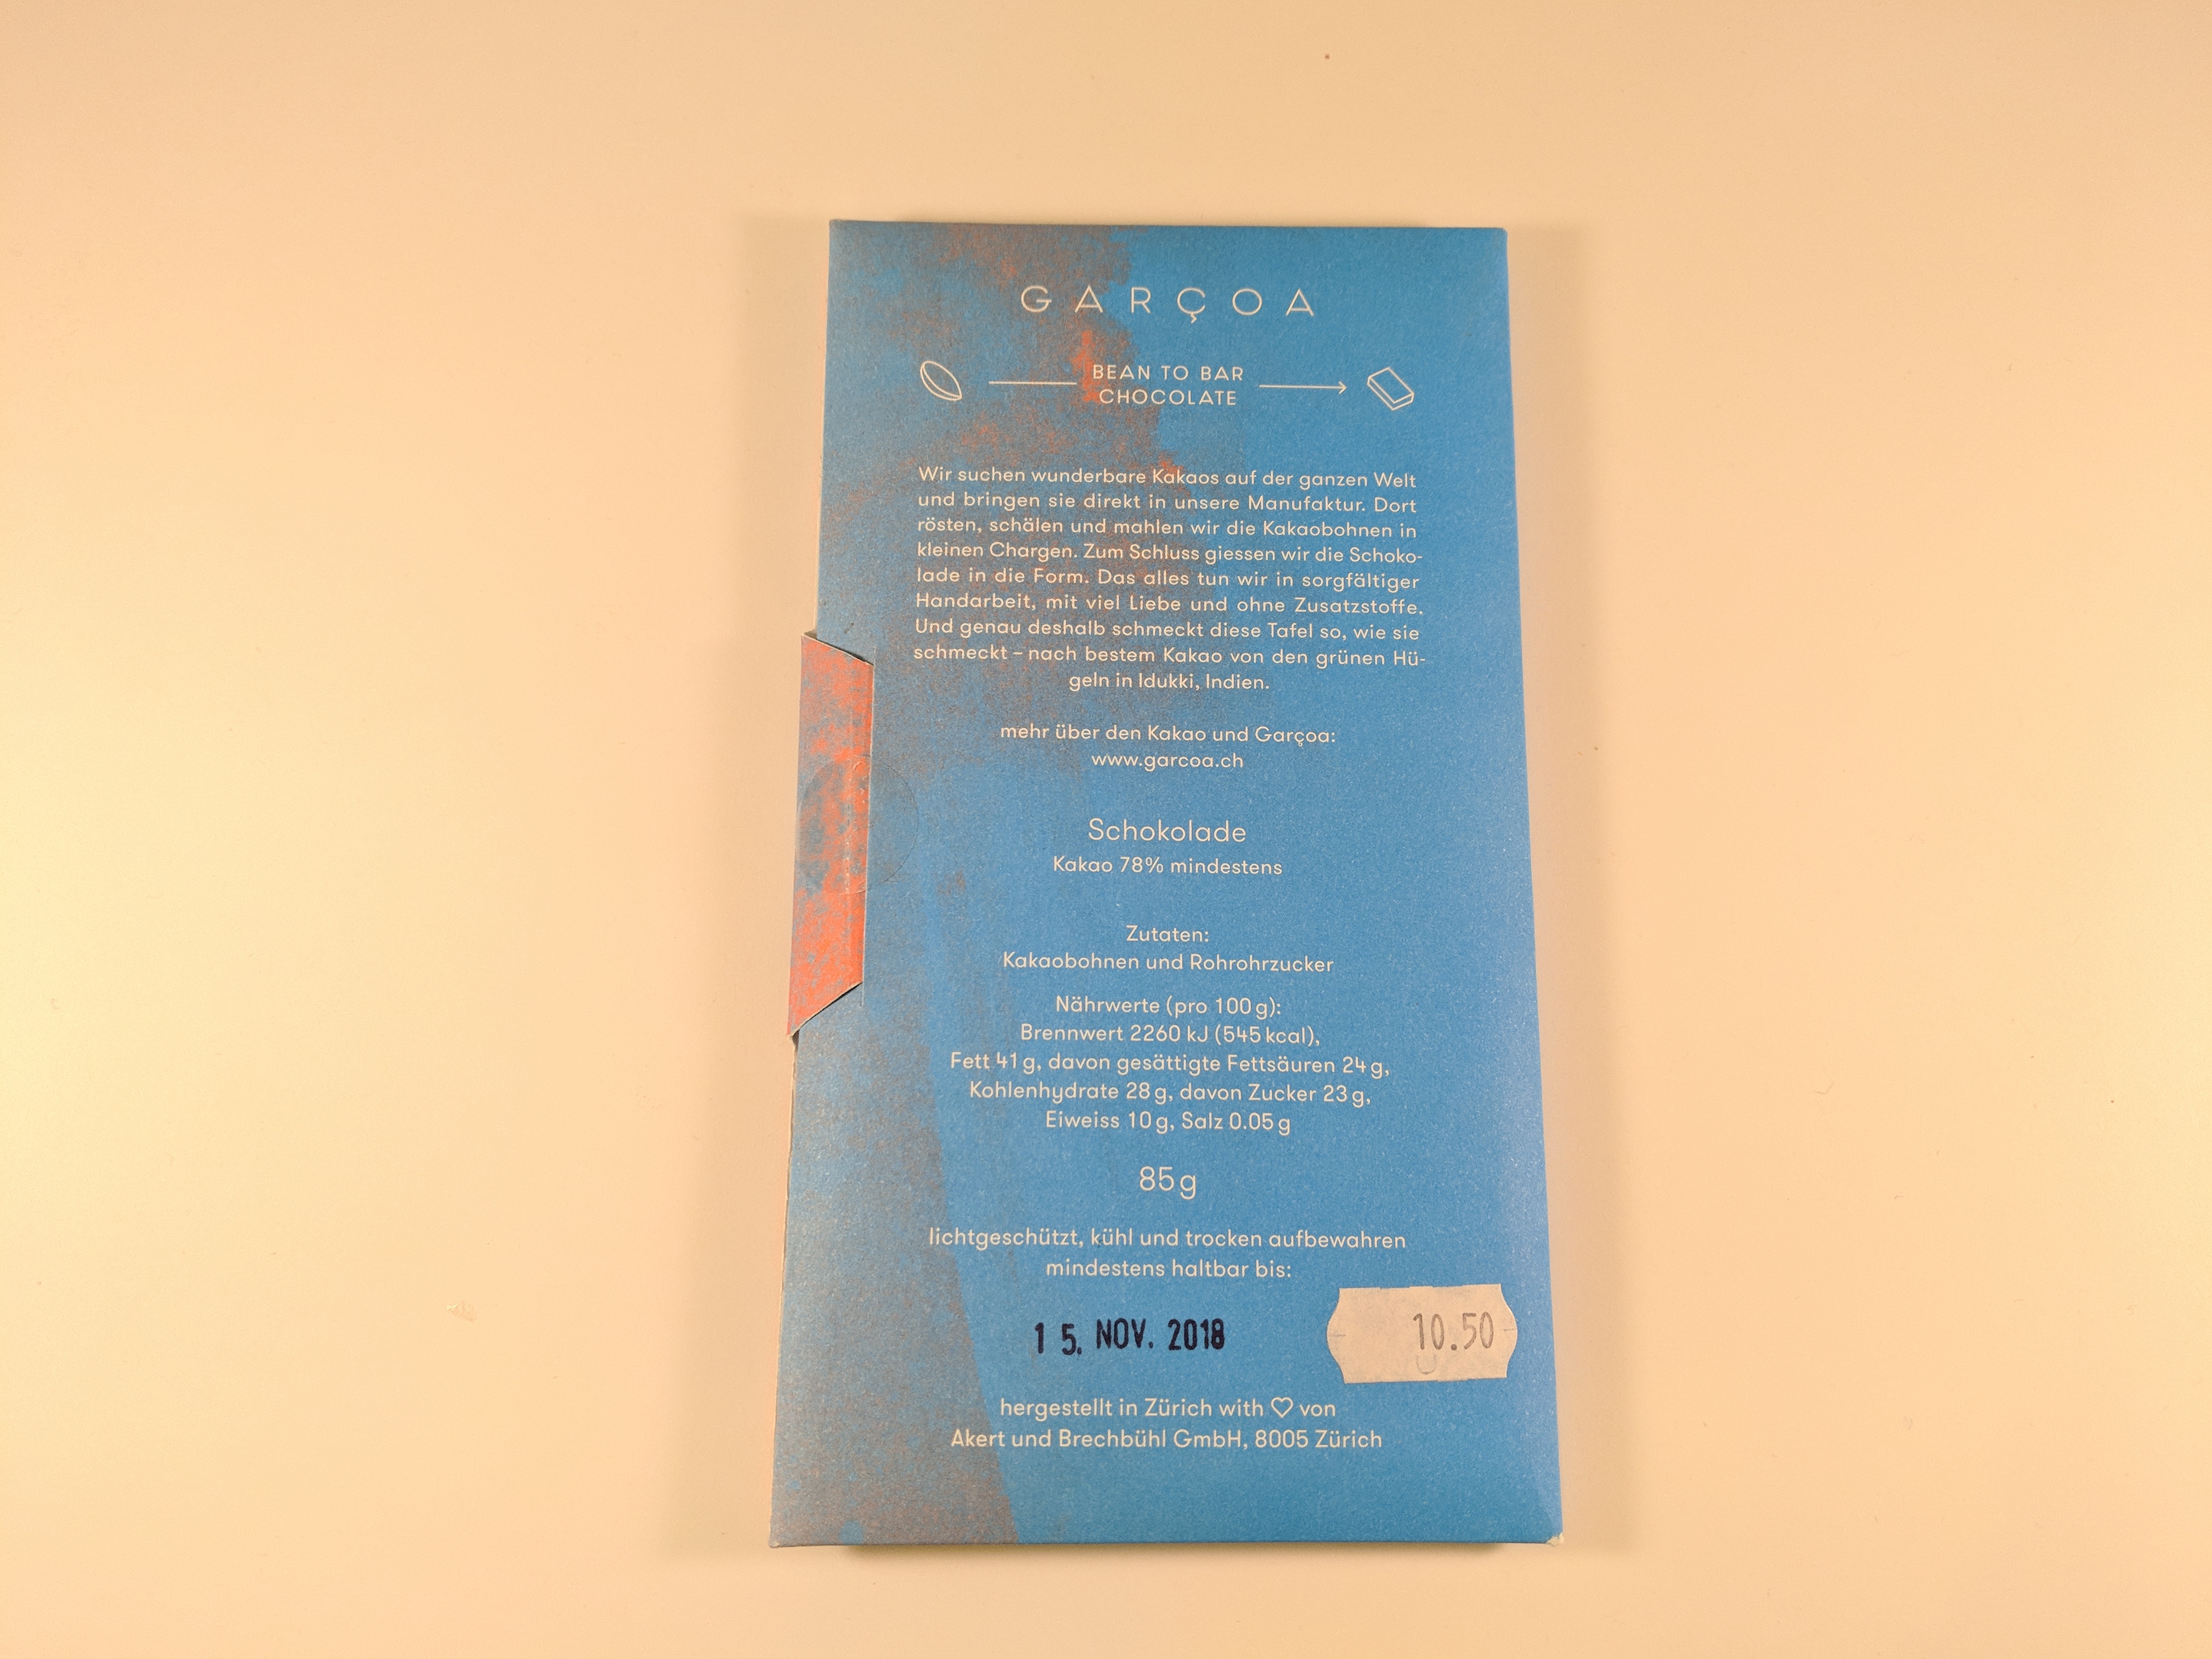 GARÇOA
BEAN TO BAR
CHOCOLATE
Wir suchen wunderbare Kakaos auf der ganzen Welt
und bringen sie direkt in unsere Manufaktur. Dort
rösten, schälen und mahlen wir die Kakaobohnen in
kleinen Chargen. Zum Schluss giessen wir die Schoko-
lade in die Form. Das alles tun wir in sorgfältiger
Handarbeit, mit viel Liebe und ohne Zusatzstoffe.
Und genau deshalb schmeckt diese Tafel so, wie sie
schmeckt – nach bestem Kakao von den grünen Hü-
geln in Idukki, Indien.
mehr über den Kakao und Garçoa:
www.garcoa.ch
Schokolade
Kakao 78% mindestens
Zutaten:
Kakaobohnen und Rohrohrzucker
Nährwerte (pro 100 g):
Brennwert 2260 kJ (545 kcal),
Fett 41 g, davon gesättigte Fettsäuren 24 g,
Kohlenhydrate 28 g, davon Zucker 23 g,
Eiweiss 10 g, Salz 0.05 g
85 g
lichtgeschützt, kühl und trocken aufbewahren
mindestens haltbar bis:
15. NOV. 2018
10.50
hergestellt in Zürich with ♡ von
Akert und Brechbühl GmbH, 8005 Zürich